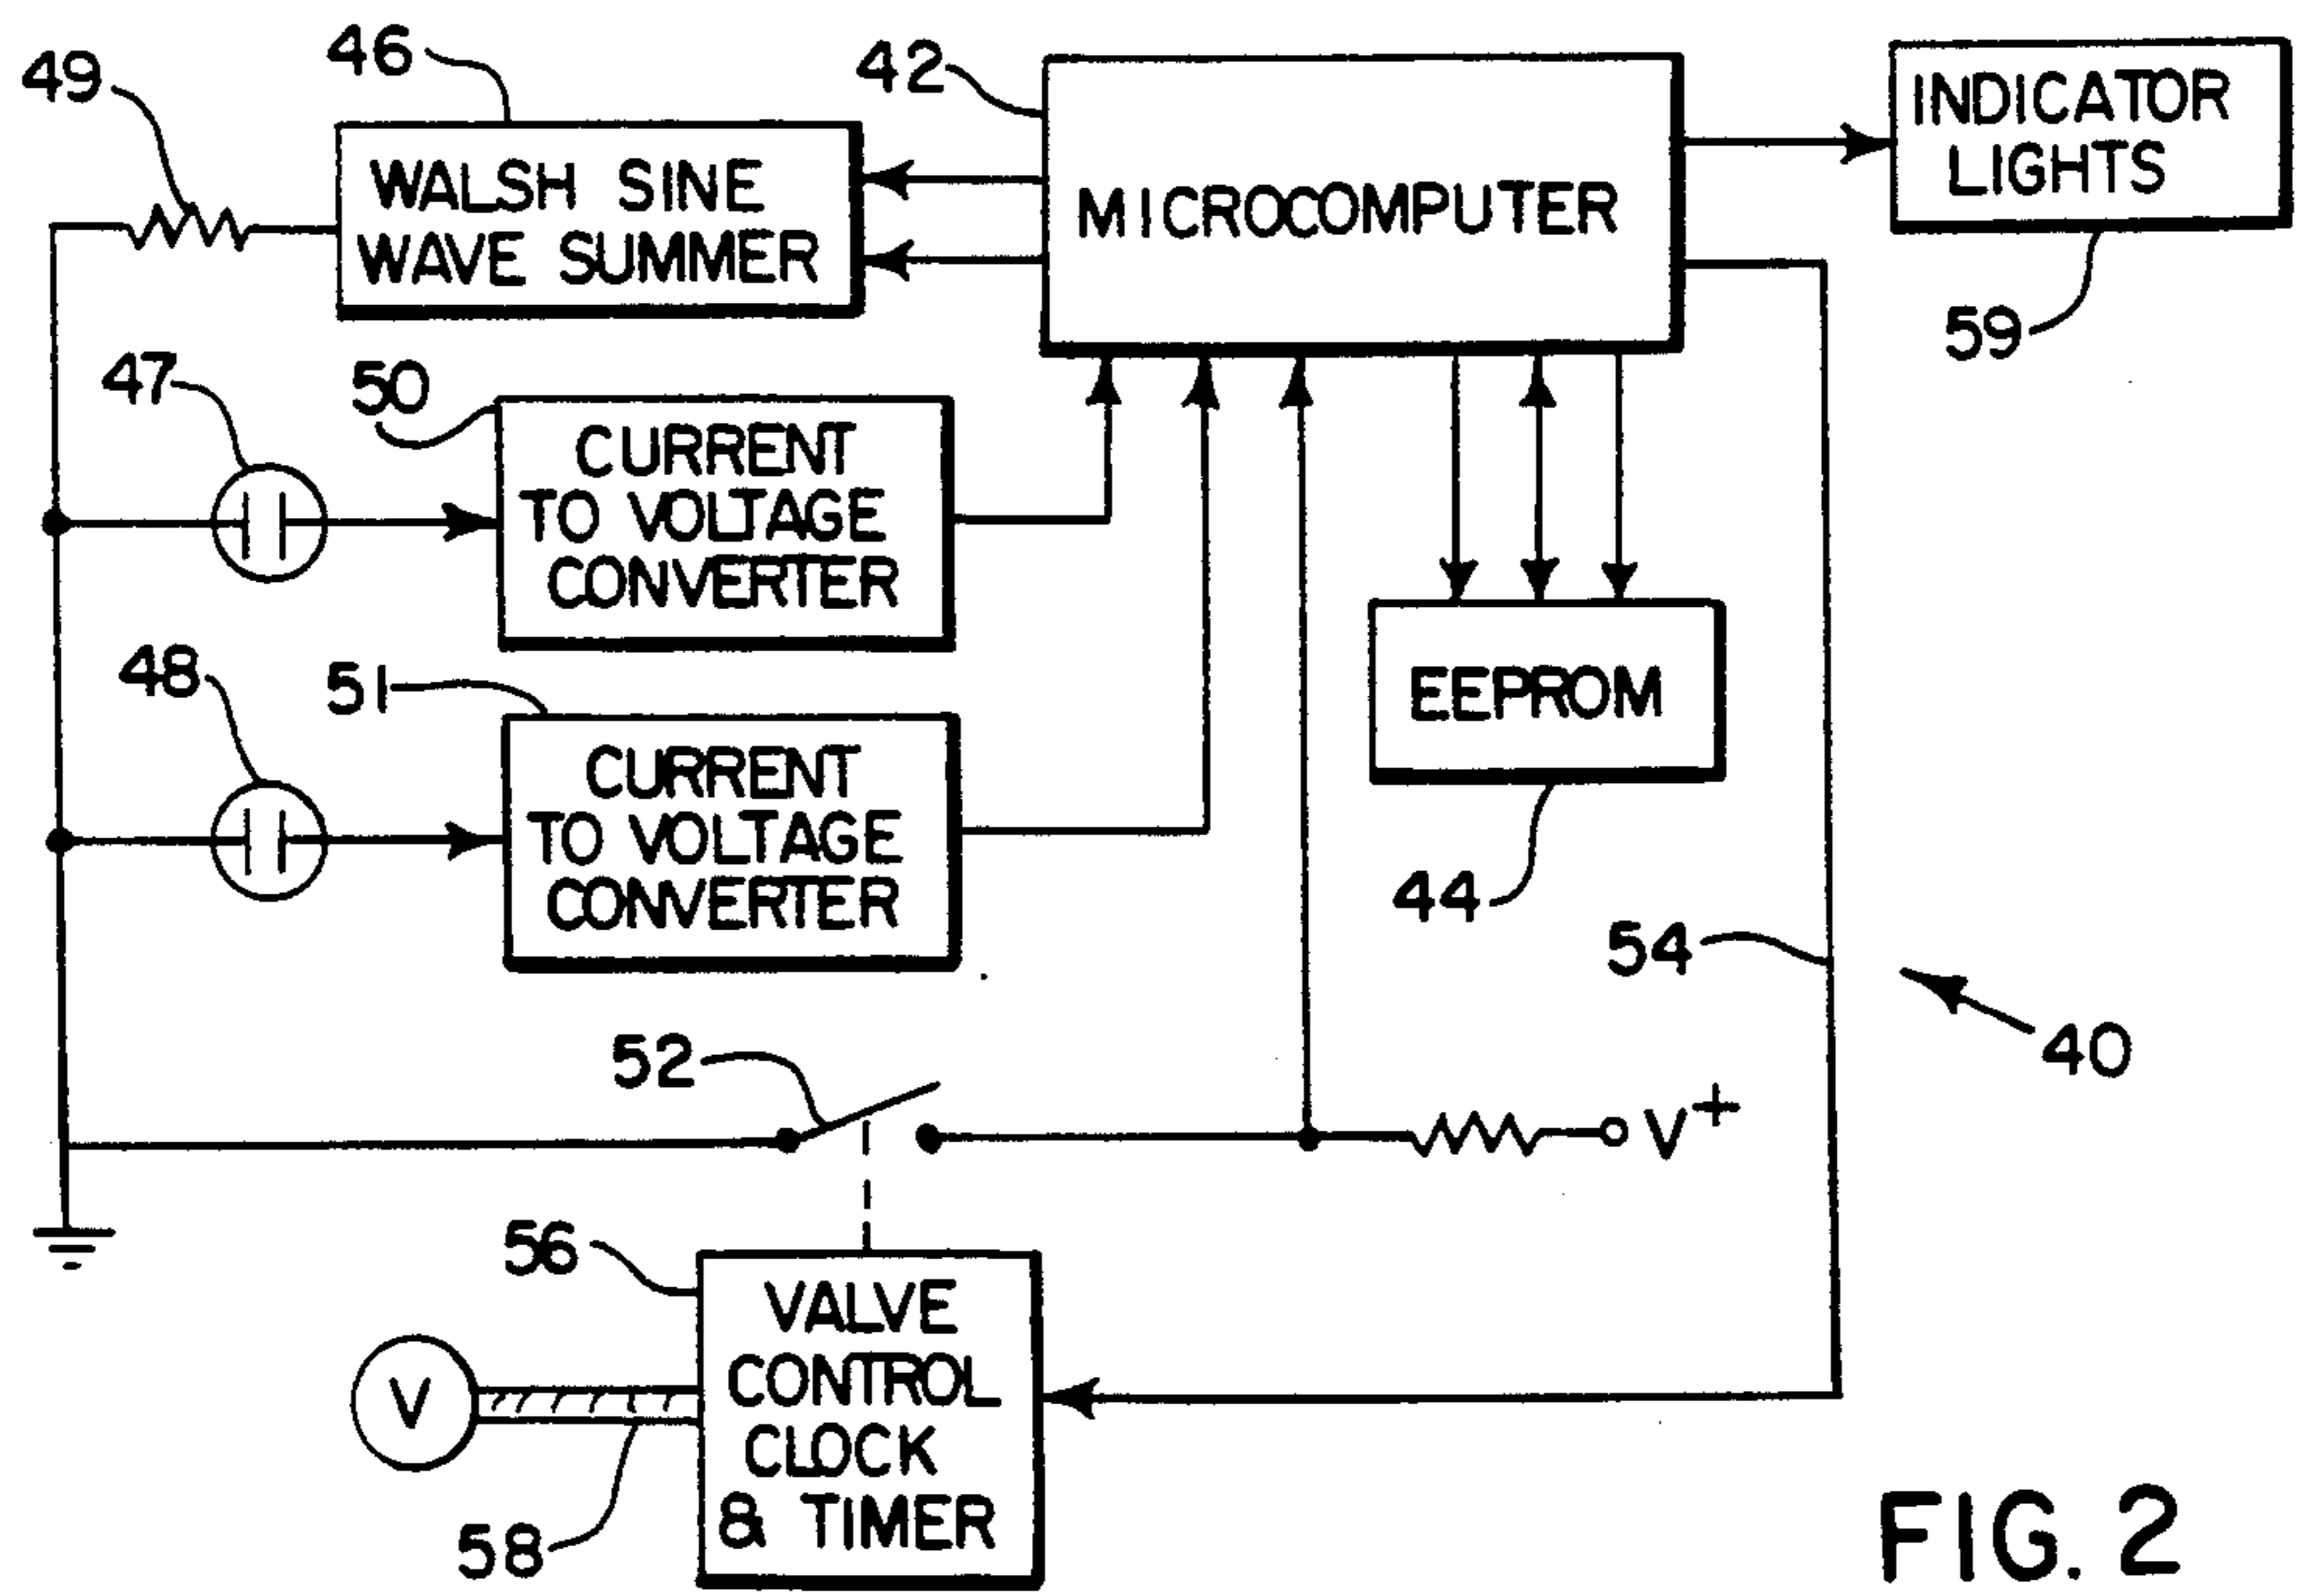 49
46
42
WALSH SINE
WAVE SUMMER
MICROCOMPUTER
INDICATOR
LIGHTS
59
47
50
CURRENT
TO VOLTAGE
CONVERTER
48
51
CURRENT
TO VOLTAGE
CONVERTER
EEPROM
44
54
40
52
V+
56
VALVE
CONTROL
CLOCK
& TIMER
V
58
FIG. 2